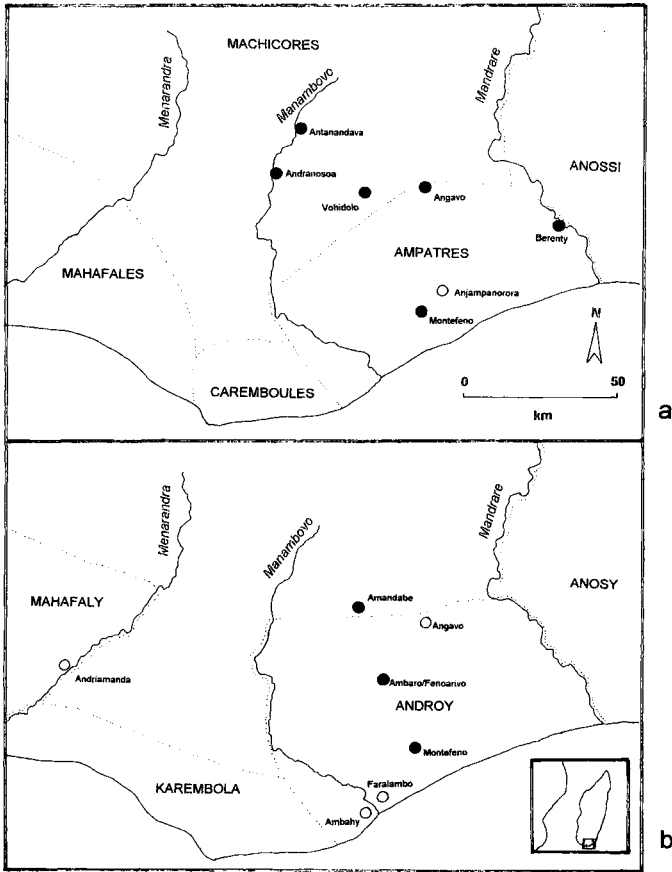 MACHICORES
Menarandra
Manambovo
Mandrare
Antanandava
ANOSSI
Andranosoa
Vohidolo
Angavo
Berenty
AMPATRES
MAHAFALES
Anjampanorora
Montefeno
N
CAREMBOULES
0 50
km
a
Menarandra
Manambovo
Mandrare
ANOSY
Amandabe
MAHAFALY
Angavo
Andriamanda
Ambaro/Fenoarivo
ANDROY
Montefeno
KAREMBOLA
Faralambo
Ambahy
b